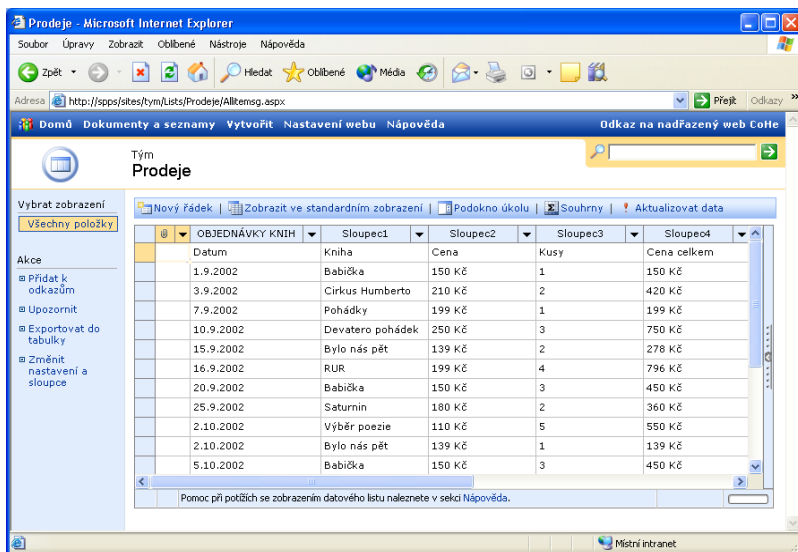 Prodeje - Microsoft Internet Explorer
Soubor Úpravy Zobrazit Oblíbené Nástroje Nápověda
Zpět Hledat Oblíbené Média
Adresa http://spps/sites/tym/Lists/Prodeje/Allitemsg.aspx Přejít Odkazy »
Domů Dokumenty a seznamy Vytvořit Nastavení webu Nápověda Odkaz na nadřazený web CoHe
Tým
Prodeje
Vybrat zobrazení
Všechny položky
Akce
Přidat k
odkazům
Upozornit
Exportovat do
tabulky
Změnit
nastavení a
sloupce
Nový řádek | Zobrazit ve standardním zobrazení | Podokno úkolu | Souhrny | Aktualizovat data
OBJEDNÁVKY KNIH Sloupec1 Sloupec2 Sloupec3 Sloupec4
Datum Kniha Cena Kusy Cena celkem
1.9.2002 Babička 150 Kč 1 150 Kč
3.9.2002 Cirkus Humberto 210 Kč 2 420 Kč
7.9.2002 Pohádky 199 Kč 1 199 Kč
10.9.2002 Devatero pohádek 250 Kč 3 750 Kč
15.9.2002 Bylo nás pět 139 Kč 2 278 Kč
16.9.2002 RUR 199 Kč 4 796 Kč
20.9.2002 Babička 150 Kč 3 450 Kč
25.9.2002 Saturnin 180 Kč 2 360 Kč
2.10.2002 Výběr poezie 110 Kč 5 550 Kč
2.10.2002 Bylo nás pět 139 Kč 1 139 Kč
5.10.2002 Babička 150 Kč 3 450 Kč
Pomoc při potížích se zobrazením datového listu naleznete v sekci Nápověda.
Místní intranet